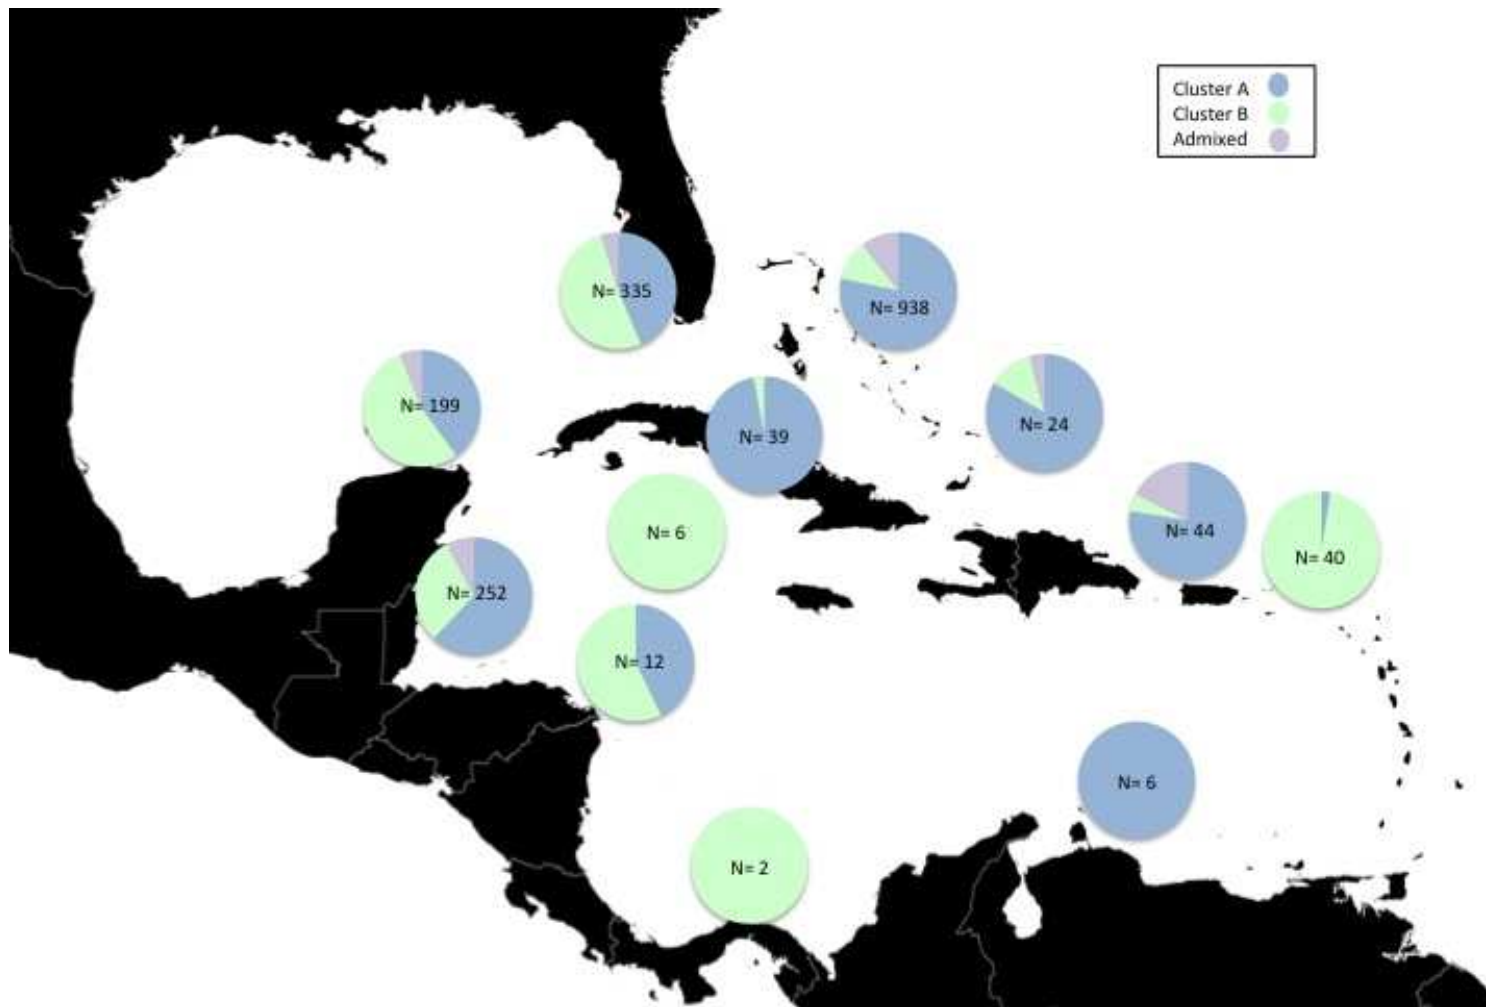 Cluster A
Cluster B
Admixed
N= 335
N= 938
N= 199
N= 39
N= 24
N= 6
N= 44
N= 40
N= 252
N= 12
N= 6
N= 2